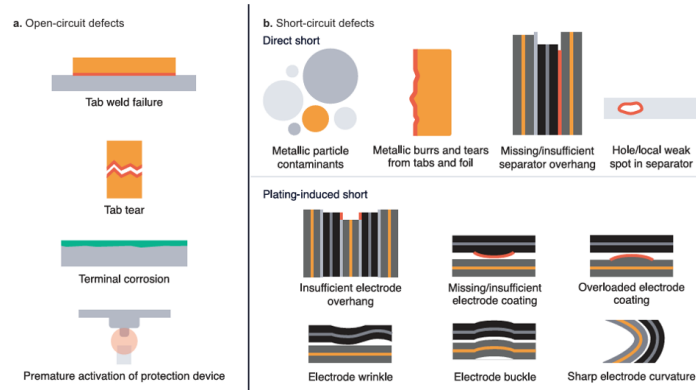 a. Open-circuit defects
Tab weld failure
Tab tear
Terminal corrosion
Premature activation of protection device
b. Short-circuit defects
Direct short
Metallic particle
contaminants
Metallic burrs and tears
from tabs and foil
Missing/insufficient
separator overhang
Hole/local weak
spot in separator
Plating-induced short
Insufficient electrode
overhang
Missing/insufficient
electrode coating
Overloaded electrode
coating
Electrode wrinkle
Electrode buckle
Sharp electrode curvature